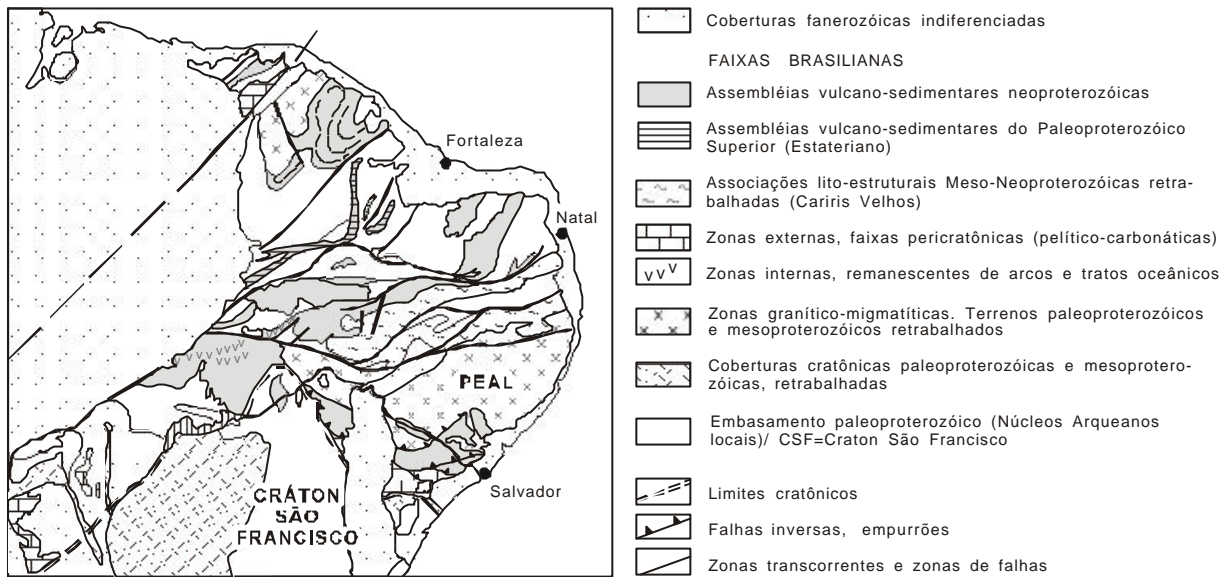 Fortaleza
Natal
PEAL
Salvador
CRÁTON
SÃO
FRANCISCO
Coberturas fanerozóicas indiferenciadas
FAIXAS BRASILIANAS
Assembléias vulcano-sedimentares neoproterozóicas
Assembléias vulcano-sedimentares do Paleoproterozóico
Superior (Estateriano)
Associações lito-estruturais Meso-Neoproterozóicas retra-
balhadas (Cariris Velhos)
Zonas externas, faixas pericratônicas (pelítico-carbonáticas)
Zonas internas, remanescentes de arcos e tratos oceânicos
Zonas granítico-migmatíticas. Terrenos paleoproterozóicos
e mesoproterozóicos retrabalhados
Coberturas cratônicas paleoproterozóicas e mesoprotero-
zóicas, retrabalhadas
Embasamento paleoproterozóico (Núcleos Arqueanos
locais)/ CSF=Craton São Francisco
Limites cratônicos
Falhas inversas, empurrões
Zonas transcorrentes e zonas de falhas